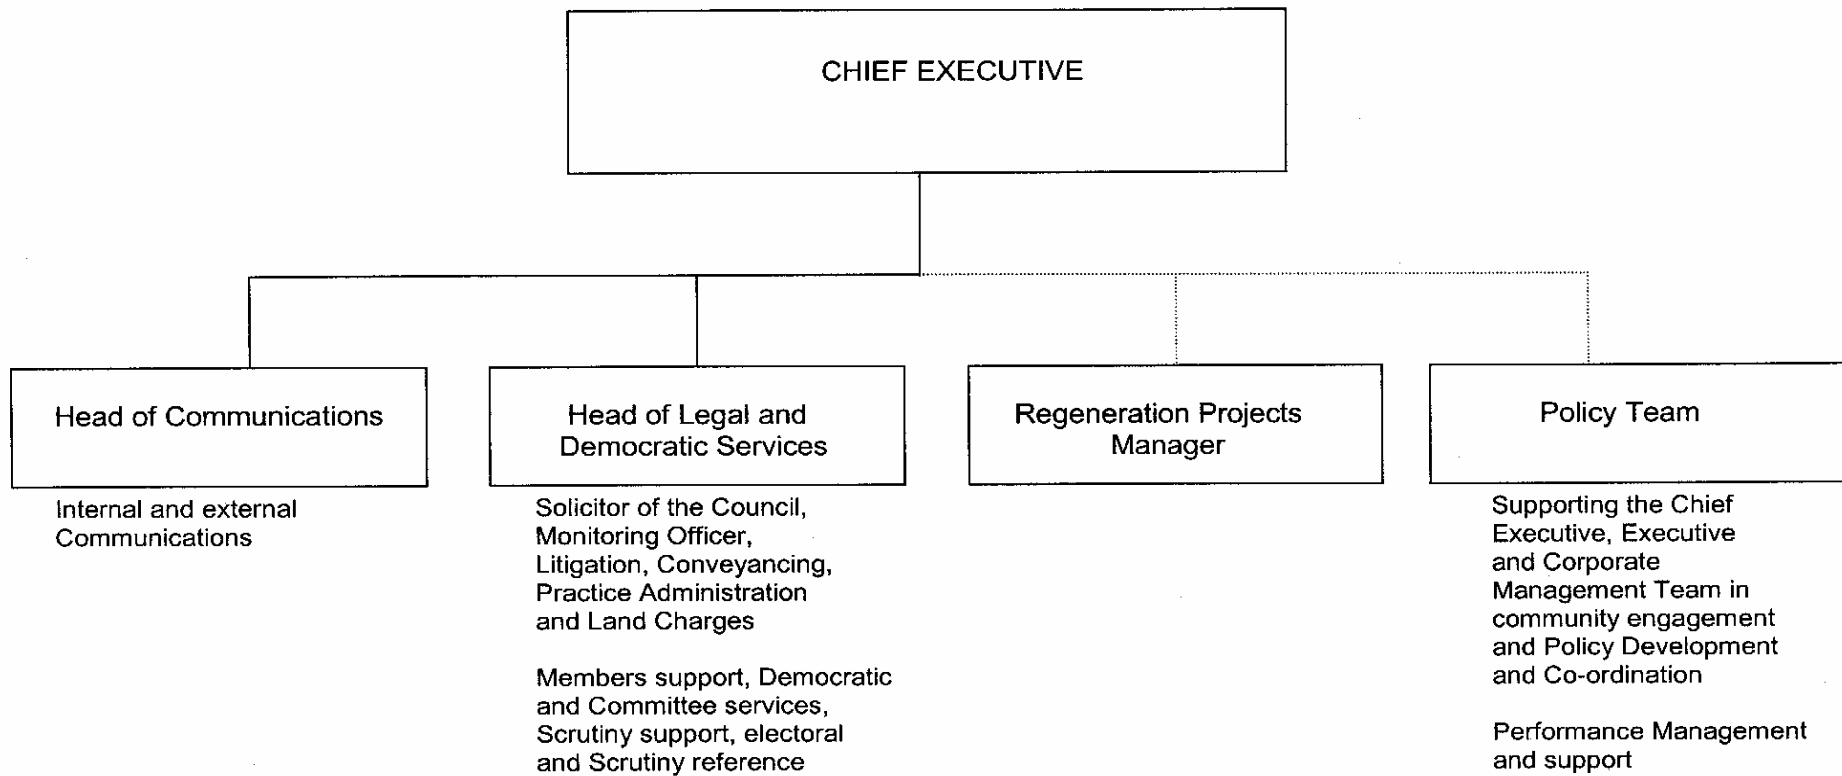 CHIEF EXECUTIVE
Head of Communications
Internal and external
Communications
Head of Legal and
Democratic Services
Solicitor of the Council,
Monitoring Officer,
Litigation, Conveyancing,
Practice Administration
and Land Charges
Members support, Democratic
and Committee services,
Scrutiny support, electoral
and Scrutiny reference
Regeneration Projects
Manager
Policy Team
Supporting the Chief
Executive, Executive
and Corporate
Management Team in
community engagement
and Policy Development
and Co-ordination
Performance Management
and support